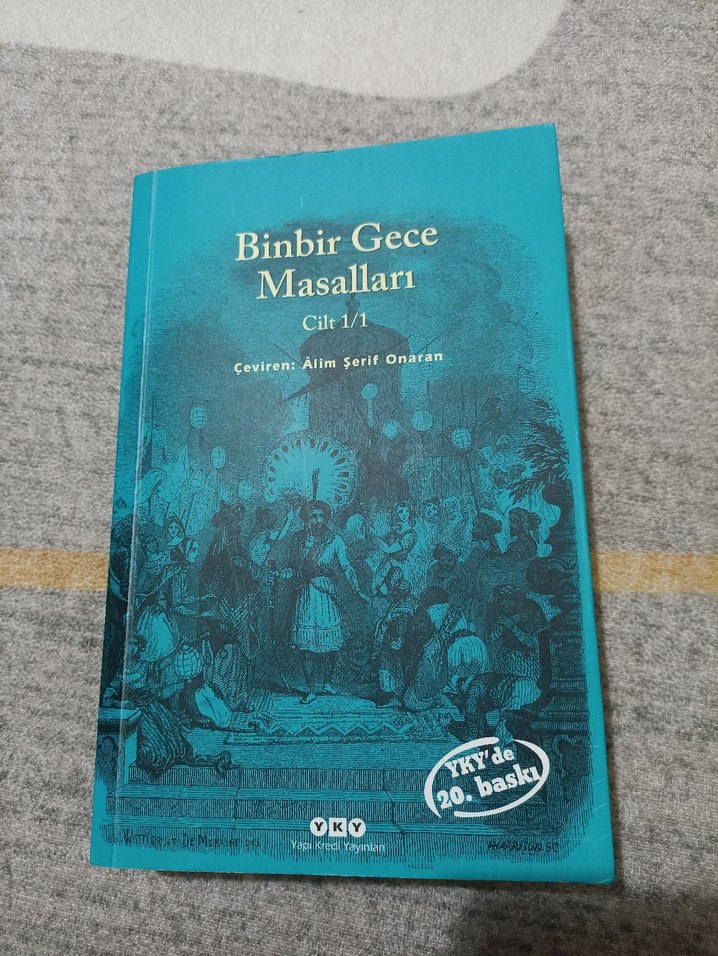 Binbir Gece
Masalları
Cilt 1/1
Çeviren: Âlim Şerif Onaran
YKY'de
20. baskı
YKY
Yapı Kredi Yayınları